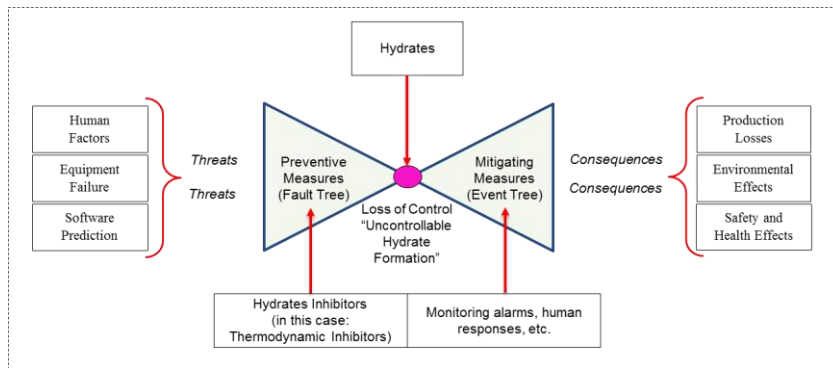 Hydrates
Human
Factors
Equipment
Failure
Software
Prediction
Threats
Threats
Preventive
Measures
(Fault Tree)
Loss of Control
“Uncontrollable
Hydrate
Formation”
Mitigating
Measures
(Event Tree)
Consequences
Consequences
Production
Losses
Environmental
Effects
Safety and
Health Effects
Hydrates Inhibitors
(in this case:
Thermodynamic Inhibitors)
Monitoring alarms, human
responses, etc.